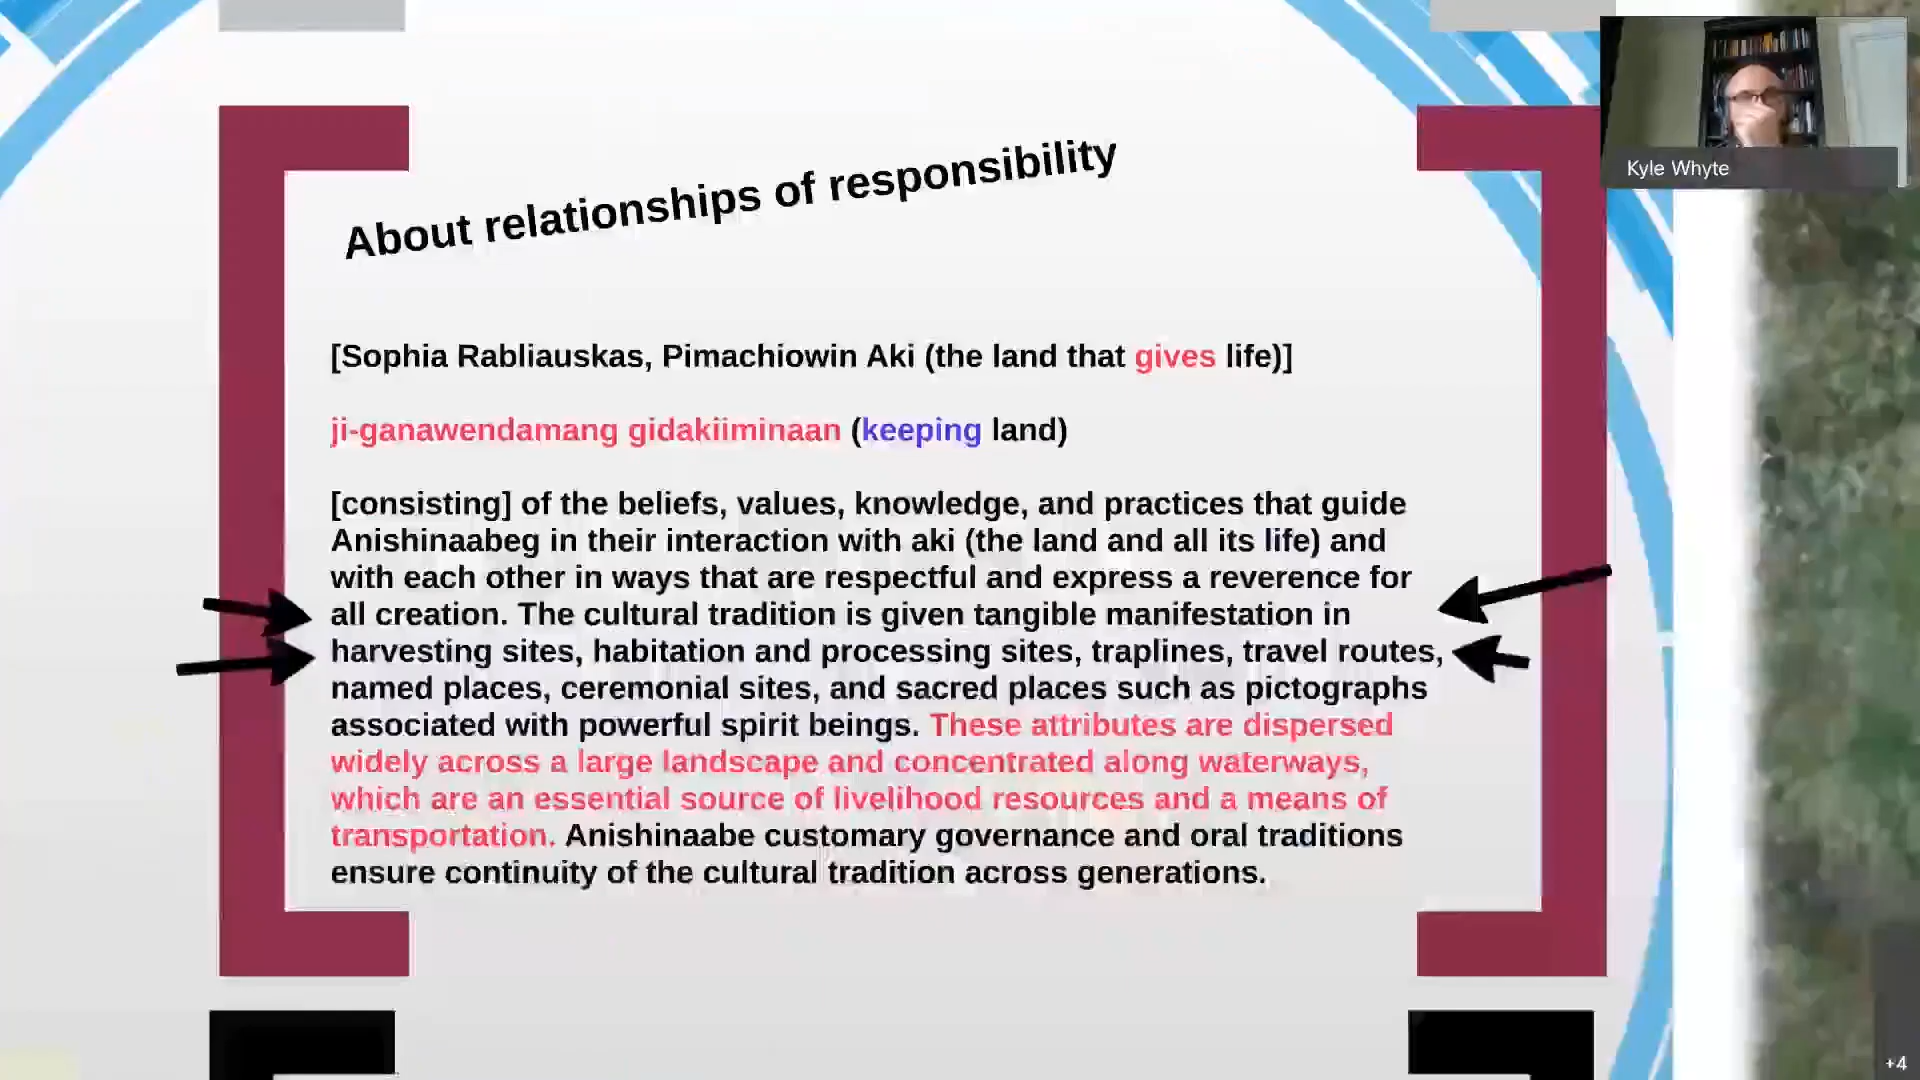 Kyle Whyte
About relationships of responsibility
[Sophia Rabliauskas, Pimachiowin Aki (the land that gives life)]
ji-ganawendamang gidakiiminaan (keeping land)
[consisting] of the beliefs, values, knowledge, and practices that guide
Anishinaabeg in their interaction with aki (the land and all its life) and
with each other in ways that are respectful and express a reverence for
all creation. The cultural tradition is given tangible manifestation in
harvesting sites, habitation and processing sites, traplines, travel routes,
named places, ceremonial sites, and sacred places such as pictographs
associated with powerful spirit beings. These attributes are dispersed
widely across a large landscape and concentrated along waterways,
which are an essential source of livelihood resources and a means of
transportation. Anishinaabe customary governance and oral traditions
ensure continuity of the cultural tradition across generations.
+4